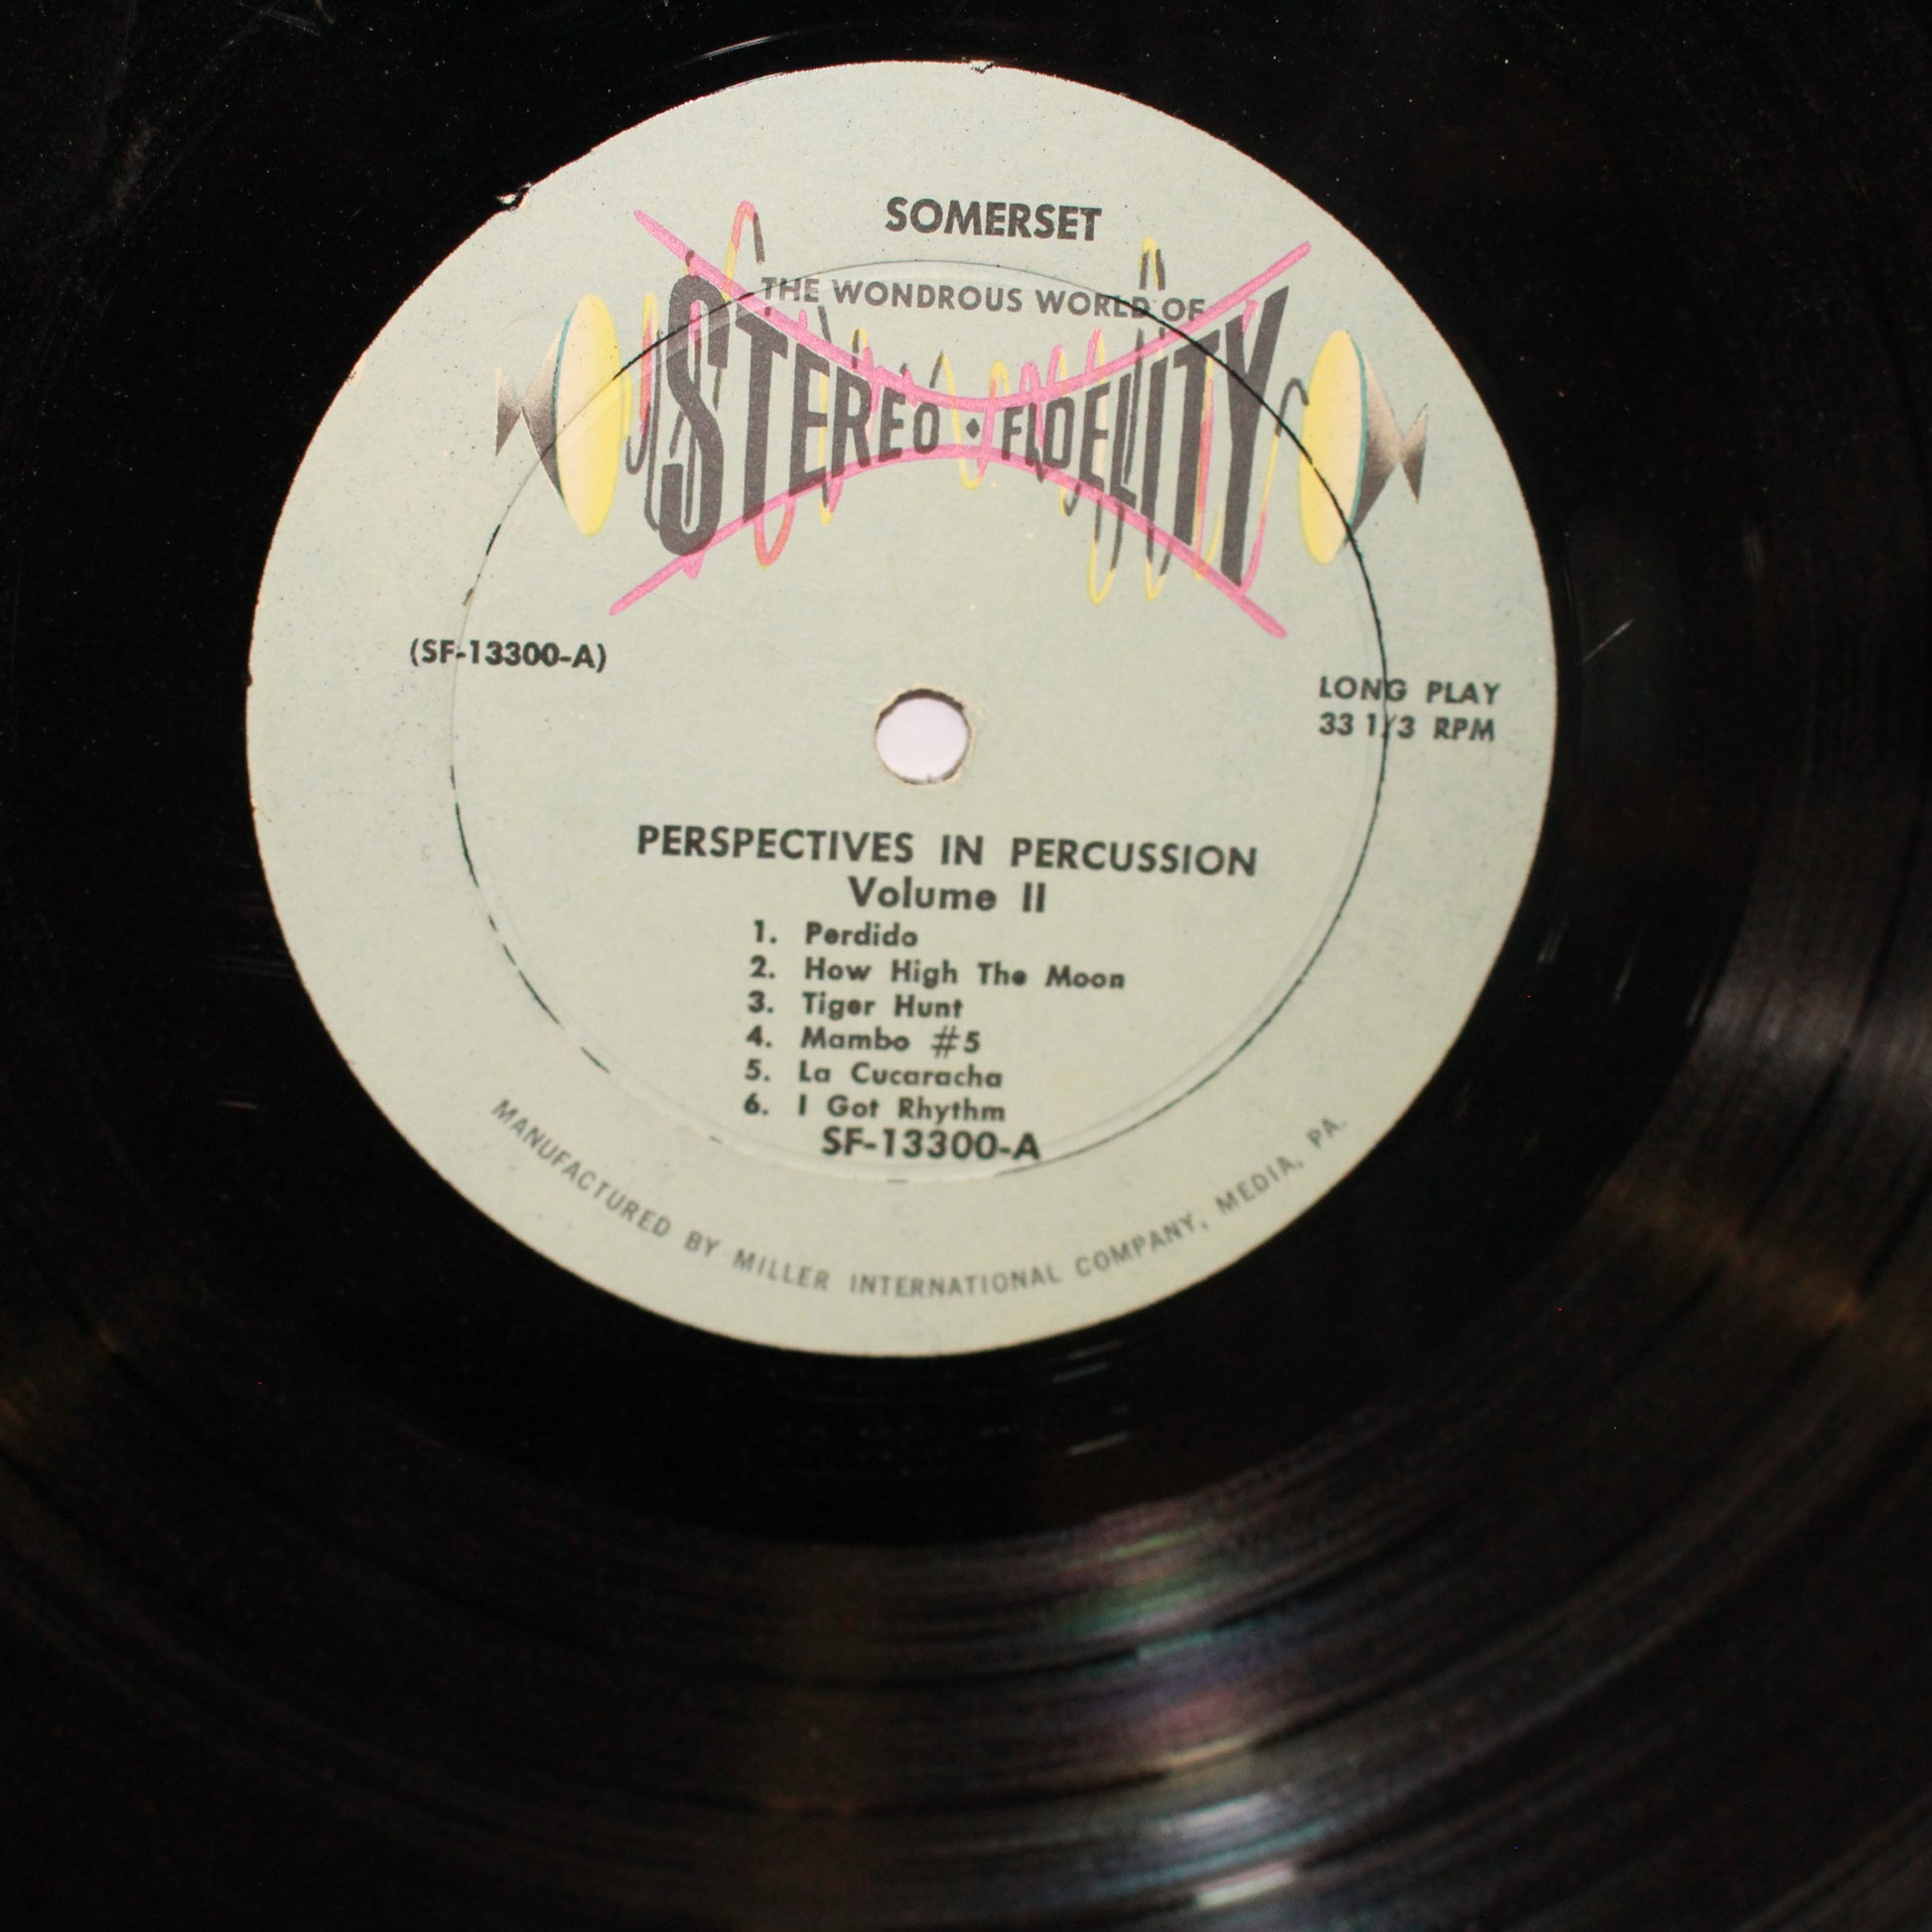 SOMERSET
THE WONDROUS WORLD OF
STEREO • FIDELITY
(SF-13300-A)
LONG PLAY
33 1/3 RPM
PERSPECTIVES IN PERCUSSION
Volume II
1. Perdido
2. How High The Moon
3. Tiger Hunt
4. Mambo #5
5. La Cucaracha
6. I Got Rhythm
SF-13300-A
MANUFACTURED BY MILLER INTERNATIONAL COMPANY, MEDIA, PA.